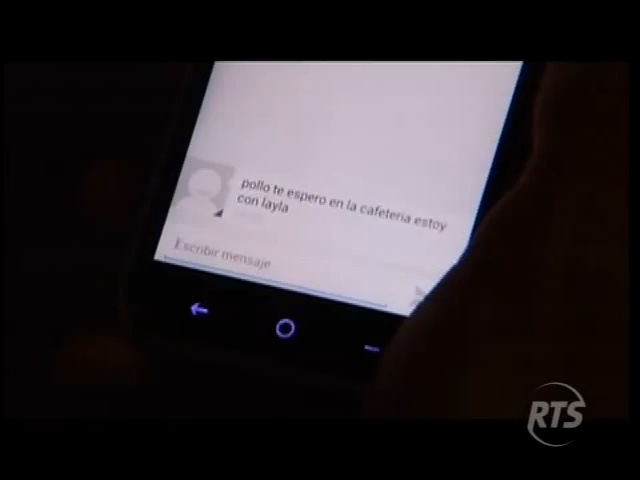 pollo te espero en la cafeteria estoy
con layla
Escribir mensaje
RTS